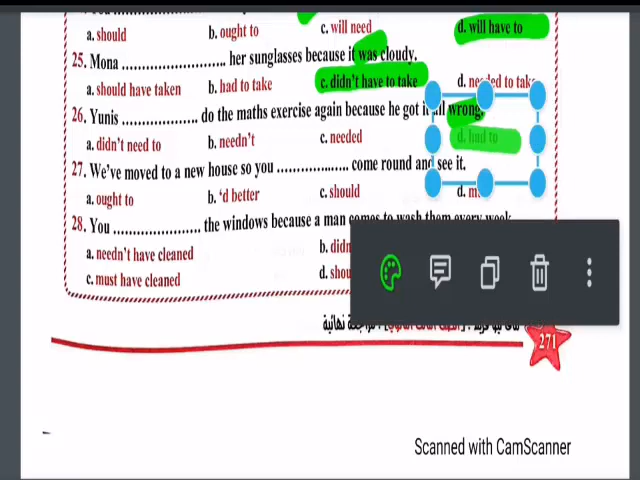 a. should b. ought to c. will need d. will have to
25. Mona ........................... her sunglasses because it was cloudy.
a. should have taken b. had to take c. didn't have to take d. needed to take
26. Yunis ................... do the maths exercise again because he got it all wrong.
a. didn't need to b. needn't c. needed d. had to
27. We've moved to a new house so you .................. come round and see it.
a. ought to b. 'd better c. should d.
28. You ...................... the windows because a man comes to wash them every week.
a. needn't have cleaned b.
c. must have cleaned d.
271
Scanned with CamScanner